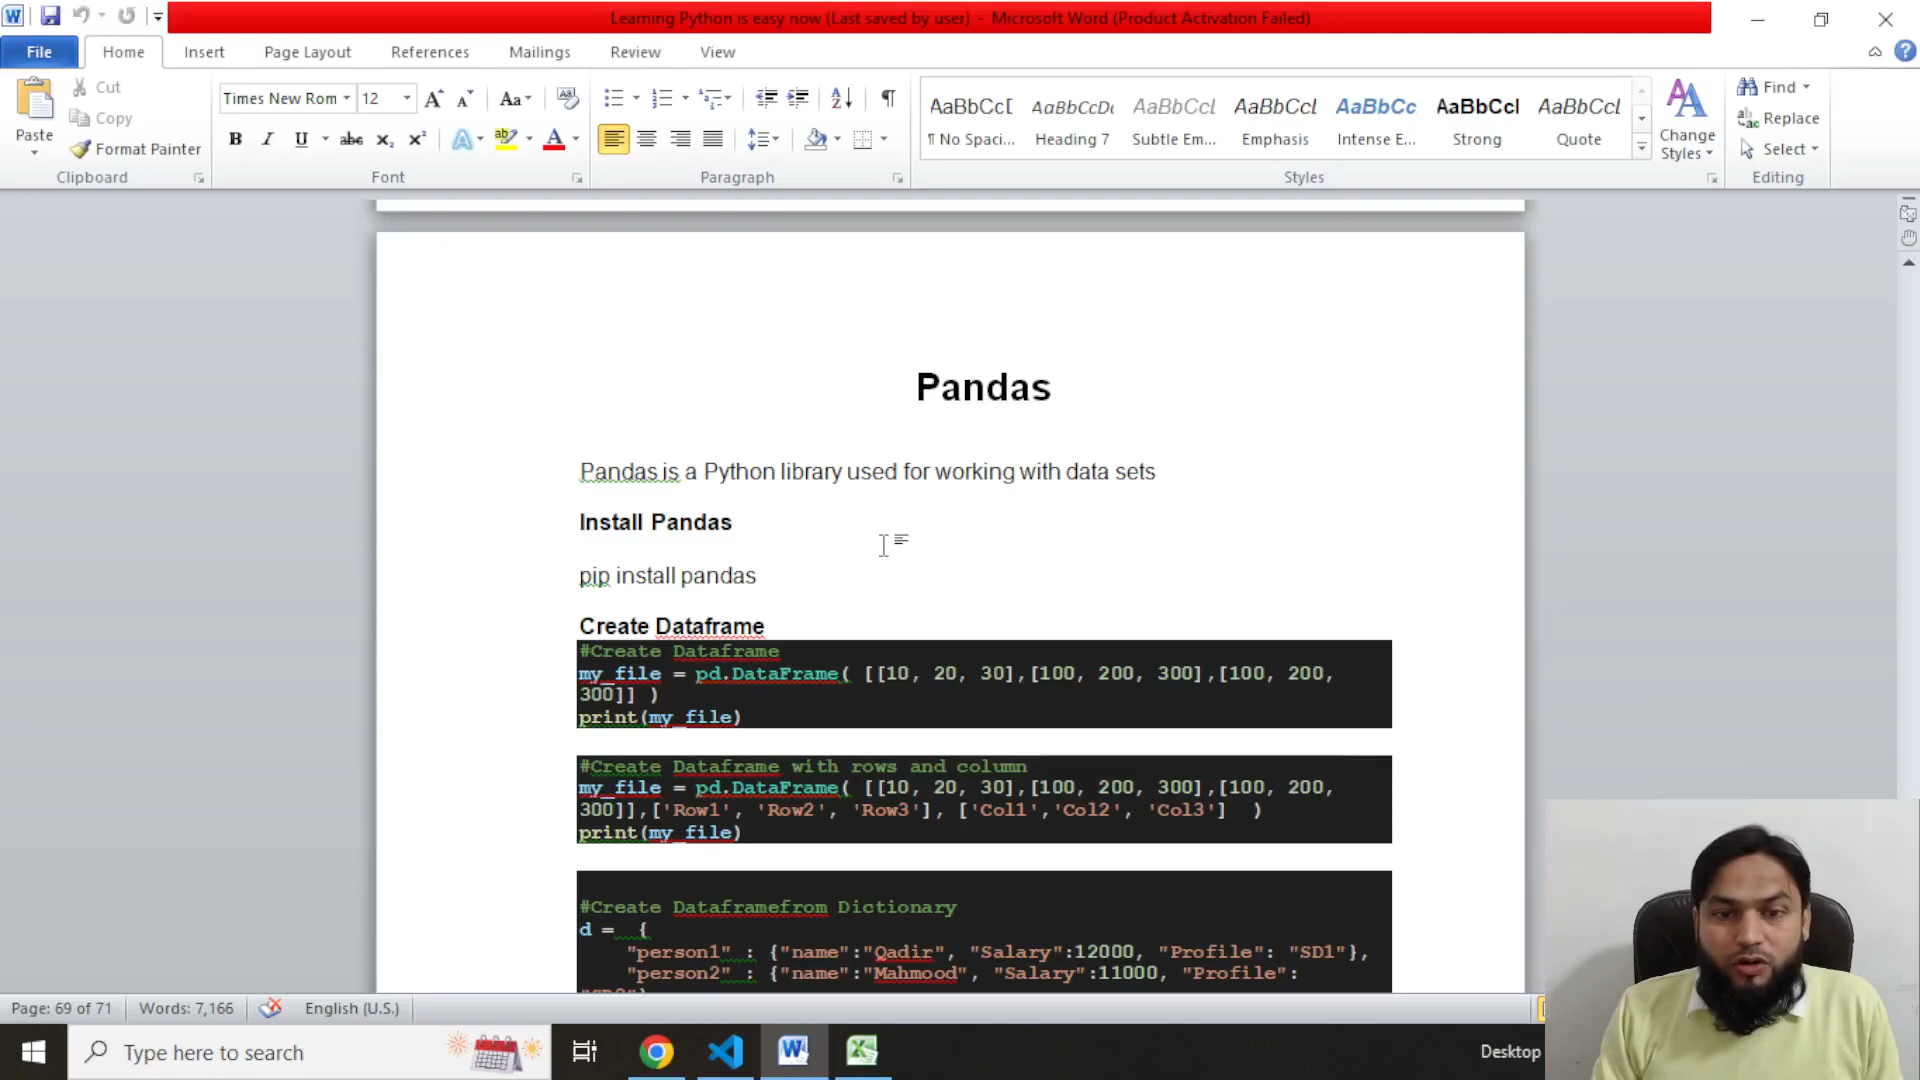 Learning Python is easy now (Last saved by user) - Microsoft Word (Product Activation Failed)
File Home Insert Page Layout References Mailings Review View
Paste
Cut
Copy
Format Painter
Clipboard
Times New Rom 12
Font
Paragraph
AaBbCc[ AaBbCcDc AaBbCcL AaBbCcL AaBbCc AaBbCcl AaBbCcL
¶ No Spaci... Heading 7 Subtle Em... Emphasis Intense E... Strong Quote
Styles
Change Styles
Find
Replace
Select
Editing
Pandas
Pandas is a Python library used for working with data sets
Install Pandas
pip install pandas
Create Dataframe
#Create Dataframe
my_file = pd.DataFrame( [[10, 20, 30],[100, 200, 300],[100, 200,
300]] )
print(my_file)
#Create Dataframe with rows and column
my_file = pd.DataFrame( [[10, 20, 30],[100, 200, 300],[100, 200,
300]],['Row1', 'Row2', 'Row3'], ['Col1','Col2', 'Col3'] )
print(my_file)
#Create Dataframefrom Dictionary
d = {
"person1" : {"name":"Qadir", "Salary":12000, "Profile": "SD1"},
"person2" : {"name":"Mahmood", "Salary":11000, "Profile":
Page: 69 of 71 Words: 7,166 English (U.S.)
Type here to search
Desktop